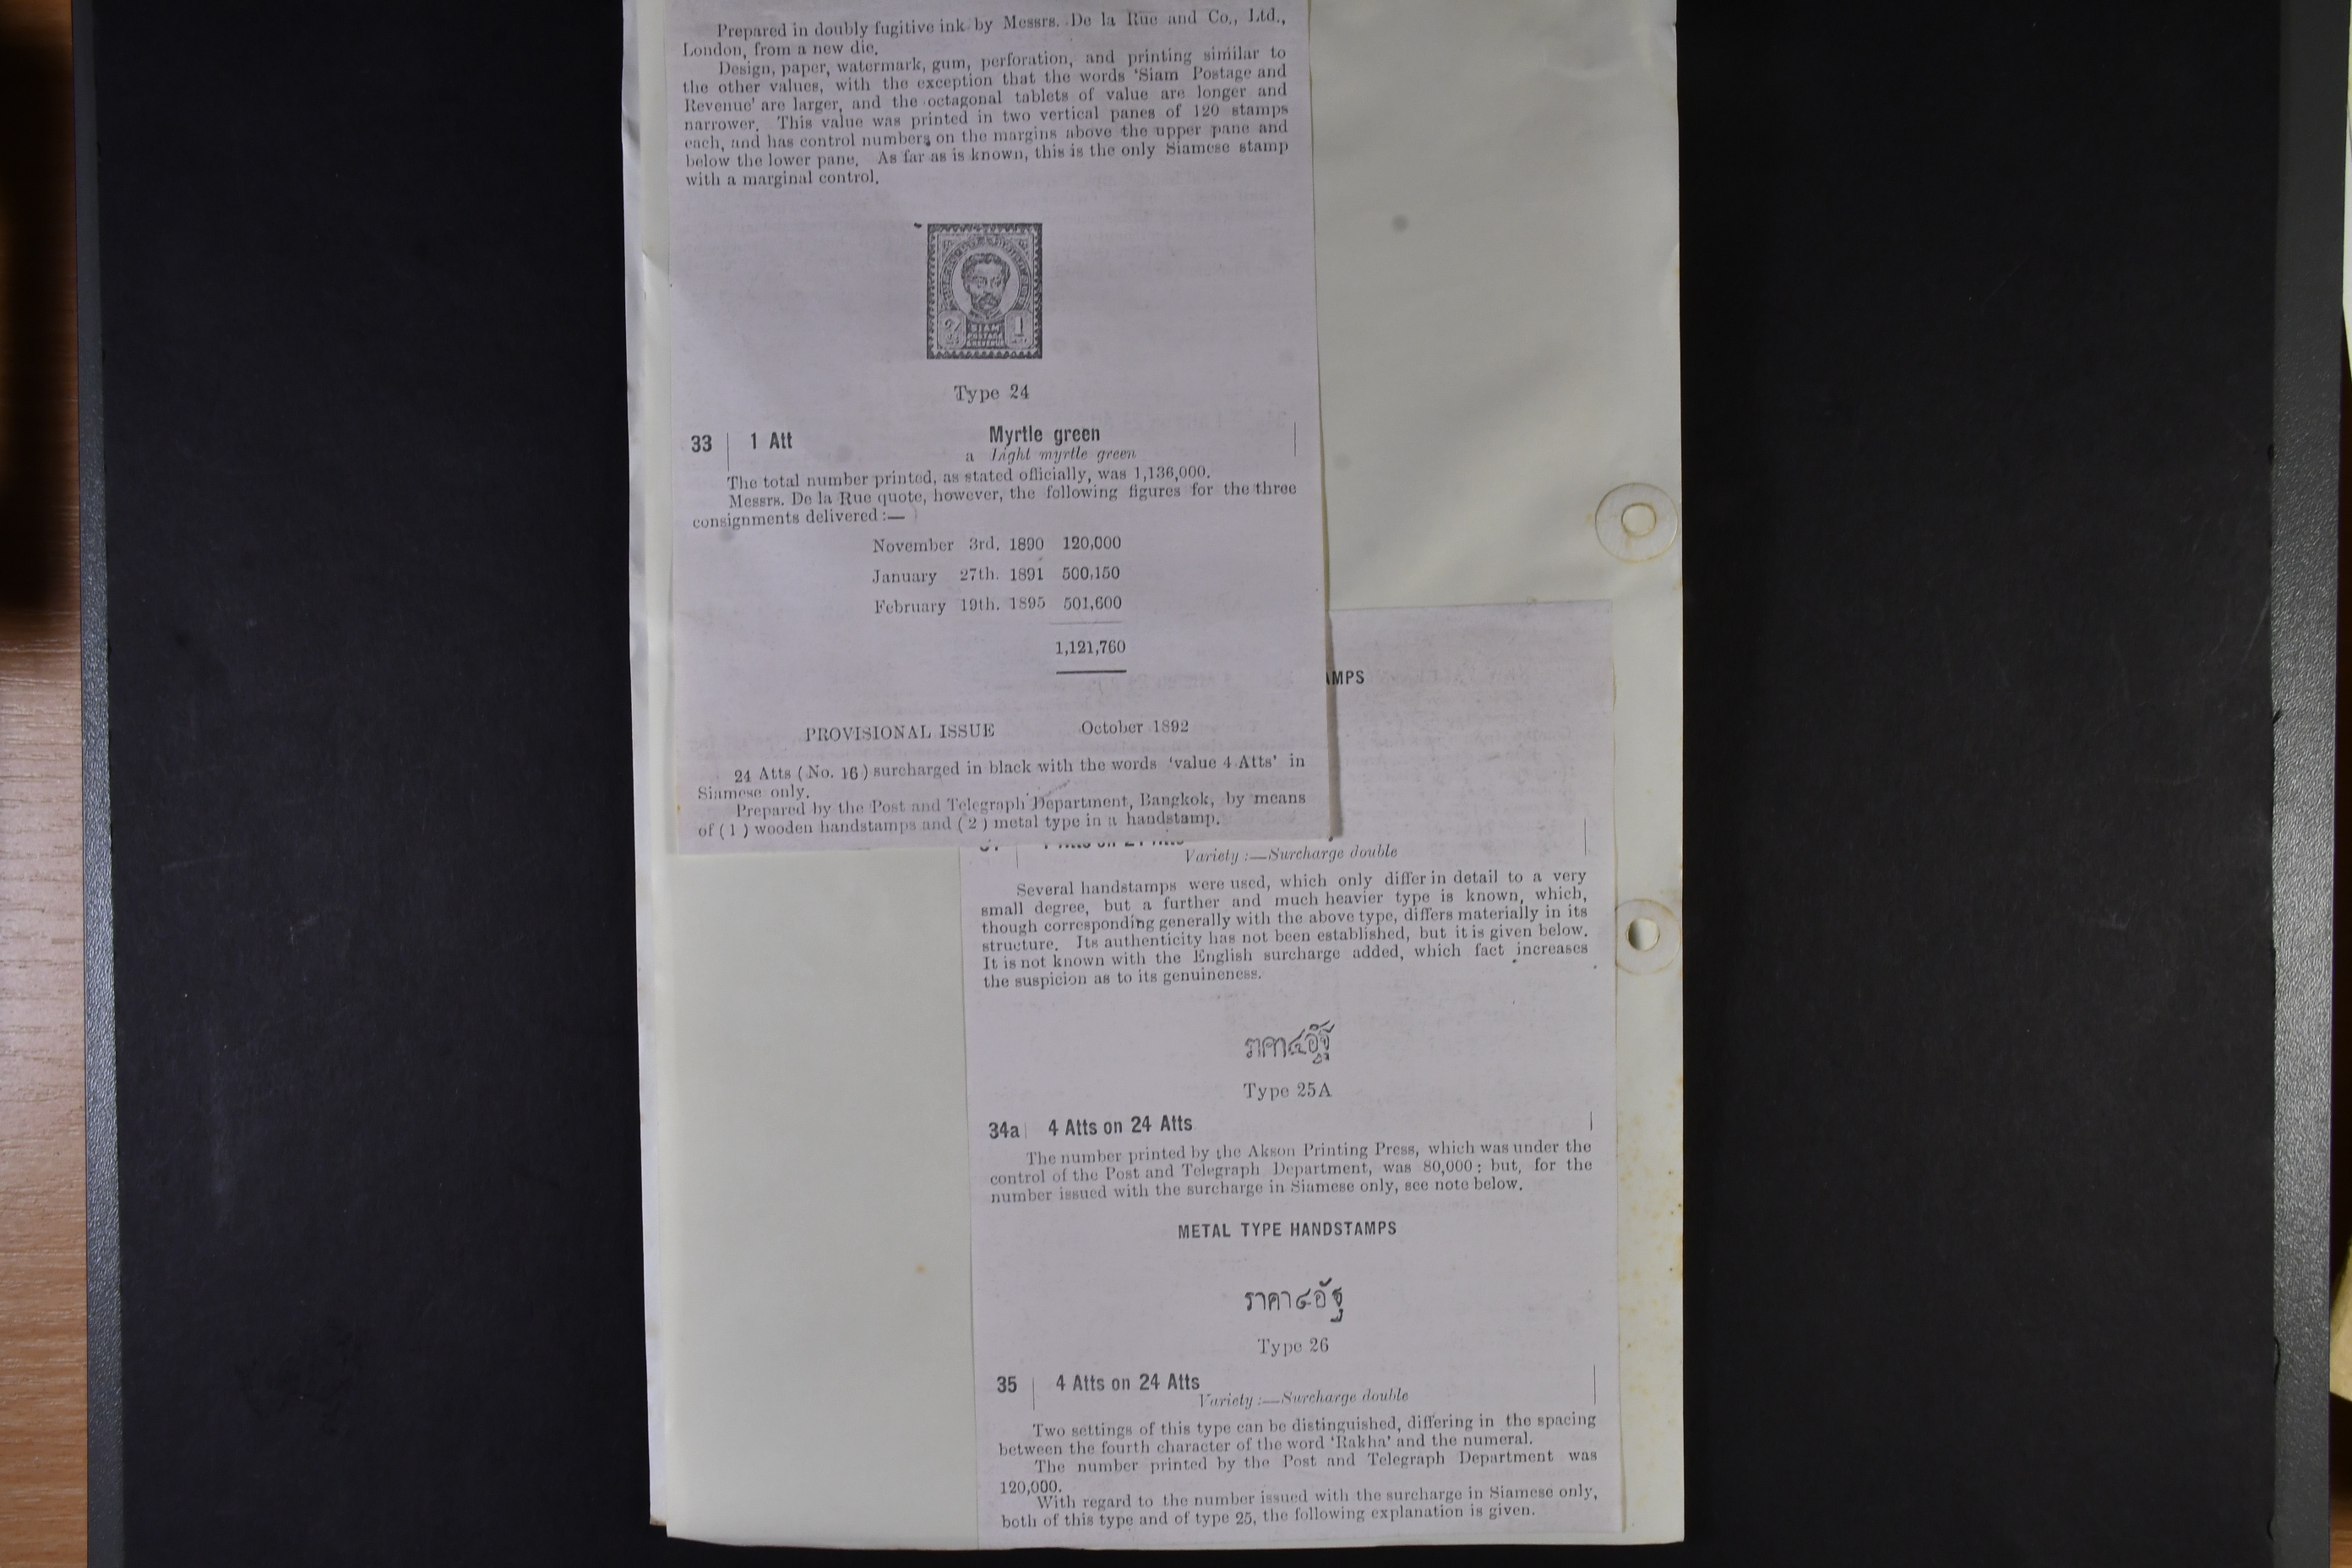 Prepared in doubly fugitive ink by Messrs. De la Rue and Co., Ltd.,
London, from a new die.
Design, paper, watermark, gum, perforation, and printing similar to
the other values, with the exception that the words 'Siam Postage and
Revenue' are larger, and the octagonal tablets of value are longer and
narrower. This value was printed in two vertical panes of 120 stamps
each, and has control numbers on the margins above the upper pane and
below the lower pane. As far as is known, this is the only Siamese stamp
with a marginal control.
SIAM
POSTAGE
& REVENUE
1
Type 24
33 1 Att Myrtle green
a Light myrtle green
The total number printed, as stated officially, was 1,136,000.
Messrs. De la Rue quote, however, the following figures for the three
consignments delivered :—
November 3rd. 1890 120,000
January 27th. 1891 500,150
February 19th. 1895 501,600
1,121,760
PROVISIONAL ISSUE October 1892
24 Atts (No. 16) surcharged in black with the words 'value 4 Atts' in
Siamese only.
Prepared by the Post and Telegraph Department, Bangkok, by means
of (1) wooden handstamps and (2) metal type in a handstamp.
AMPS
Variety :—Surcharge double
Several handstamps were used, which only differ in detail to a very
small degree, but a further and much heavier type is known, which,
though corresponding generally with the above type, differs materially in its
structure. Its authenticity has not been established, but it is given below.
It is not known with the English surcharge added, which fact increases
the suspicion as to its genuineness.
ราคา๔อัฐ
Type 25A
34a 4 Atts on 24 Atts
The number printed by the Akson Printing Press, which was under the
control of the Post and Telegraph Department, was 80,000; but, for the
number issued with the surcharge in Siamese only, see note below.
METAL TYPE HANDSTAMPS
ราคา๔อัฐ
Type 26
35 4 Atts on 24 Atts
Variety :—Surcharge double
Two settings of this type can be distinguished, differing in the spacing
between the fourth character of the word 'Rakha' and the numeral.
The number printed by the Post and Telegraph Department was
120,000.
With regard to the number issued with the surcharge in Siamese only,
both of this type and of type 25, the following explanation is given.